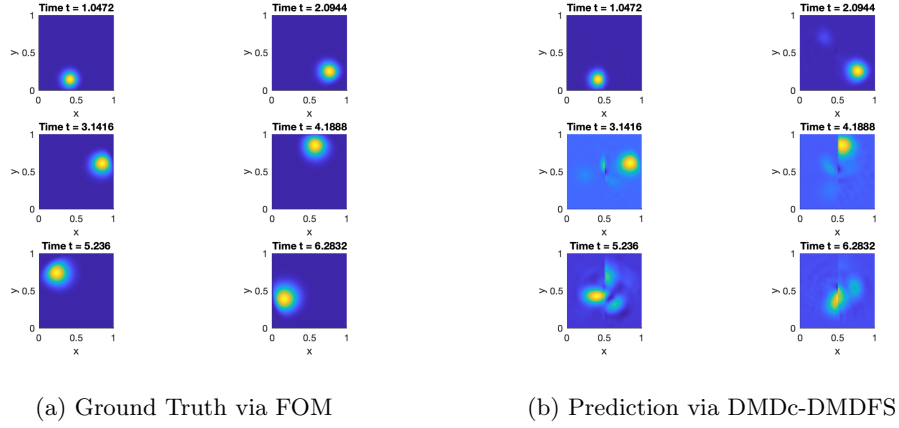 Time t = 1.0472
1
y
0.5
0
0 0.5 1
x
Time t = 2.0944
1
y
0.5
0
0 0.5 1
x
Time t = 3.1416
1
y
0.5
0
0 0.5 1
x
Time t = 4.1888
1
y
0.5
0
0 0.5 1
x
Time t = 5.236
1
y
0.5
0
0 0.5 1
x
Time t = 6.2832
1
y
0.5
0
0 0.5 1
x
(a) Ground Truth via FOM
Time t = 1.0472
1
y
0.5
0
0 0.5 1
x
Time t = 2.0944
1
y
0.5
0
0 0.5 1
x
Time t = 3.1416
1
y
0.5
0
0 0.5 1
x
Time t = 4.1888
1
y
0.5
0
0 0.5 1
x
Time t = 5.236
1
y
0.5
0
0 0.5 1
x
Time t = 6.2832
1
y
0.5
0
0 0.5 1
x
(b) Prediction via DMDc-DMDFS